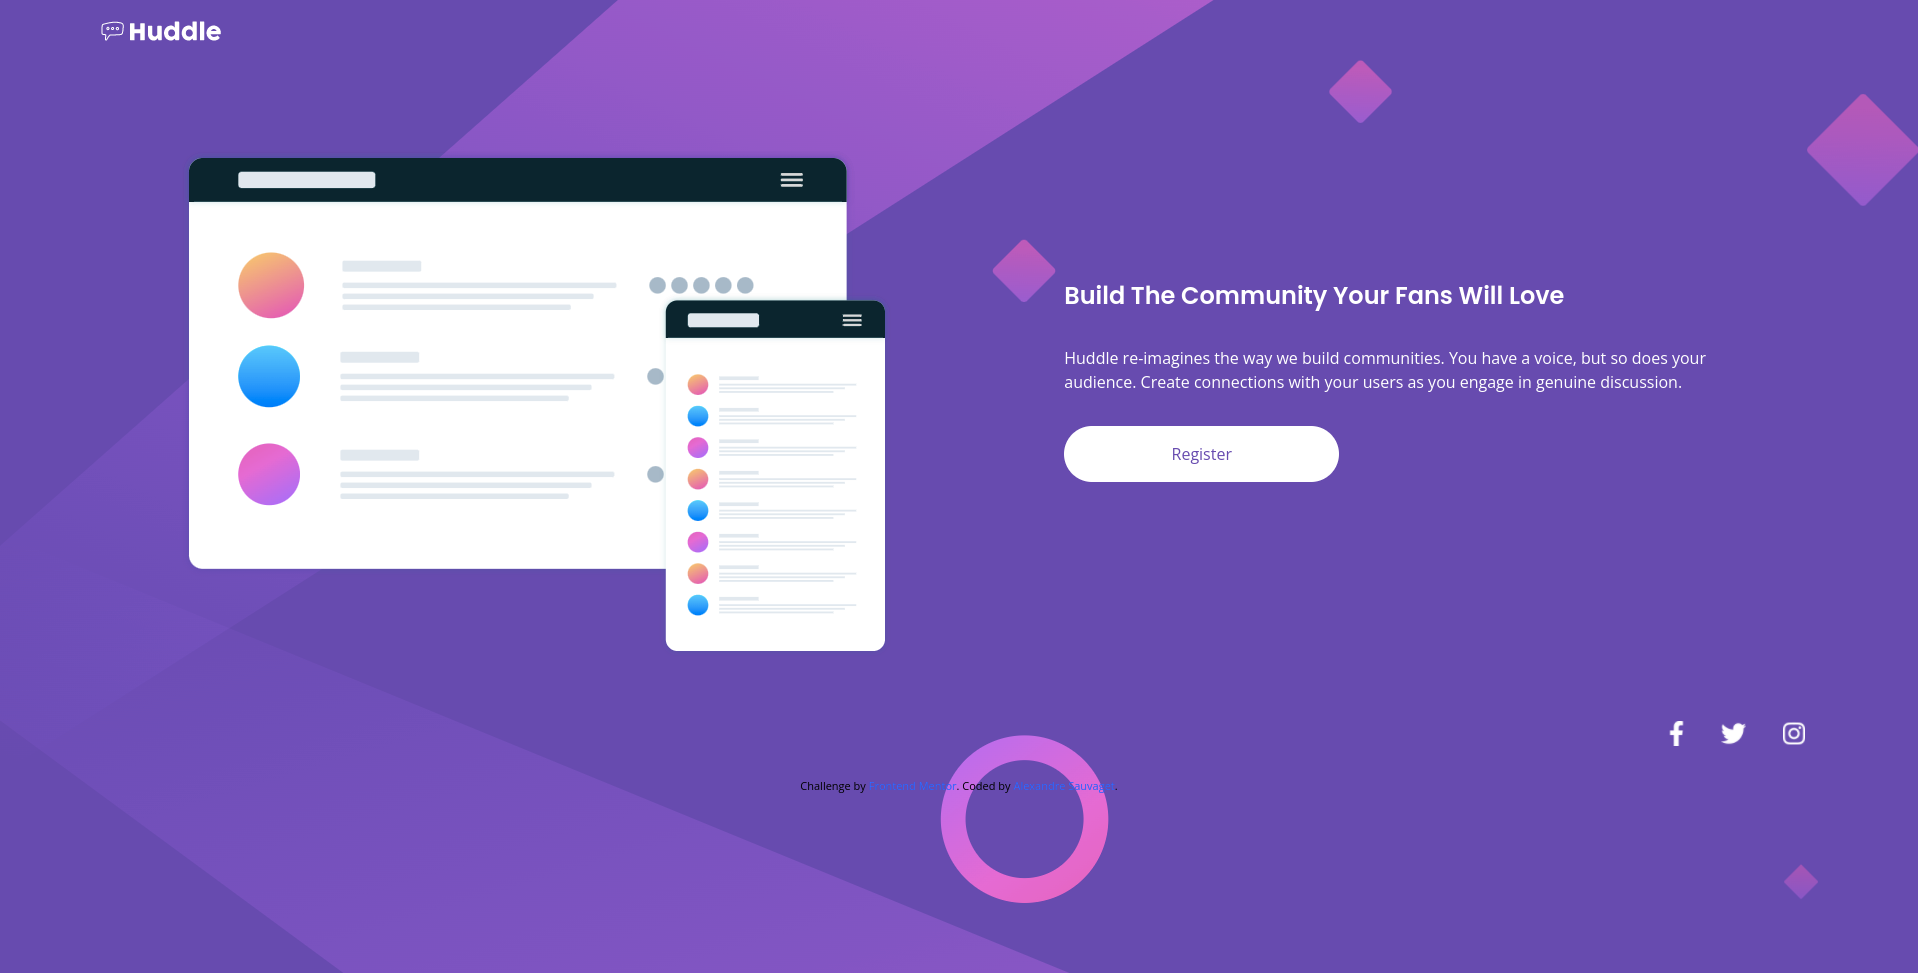 Huddle
Build The Community Your Fans Will Love
Huddle re-imagines the way we build communities. You have a voice, but so does your
audience. Create connections with your users as you engage in genuine discussion.
Register
Challenge by Frontend Mentor. Coded by Sauvage.